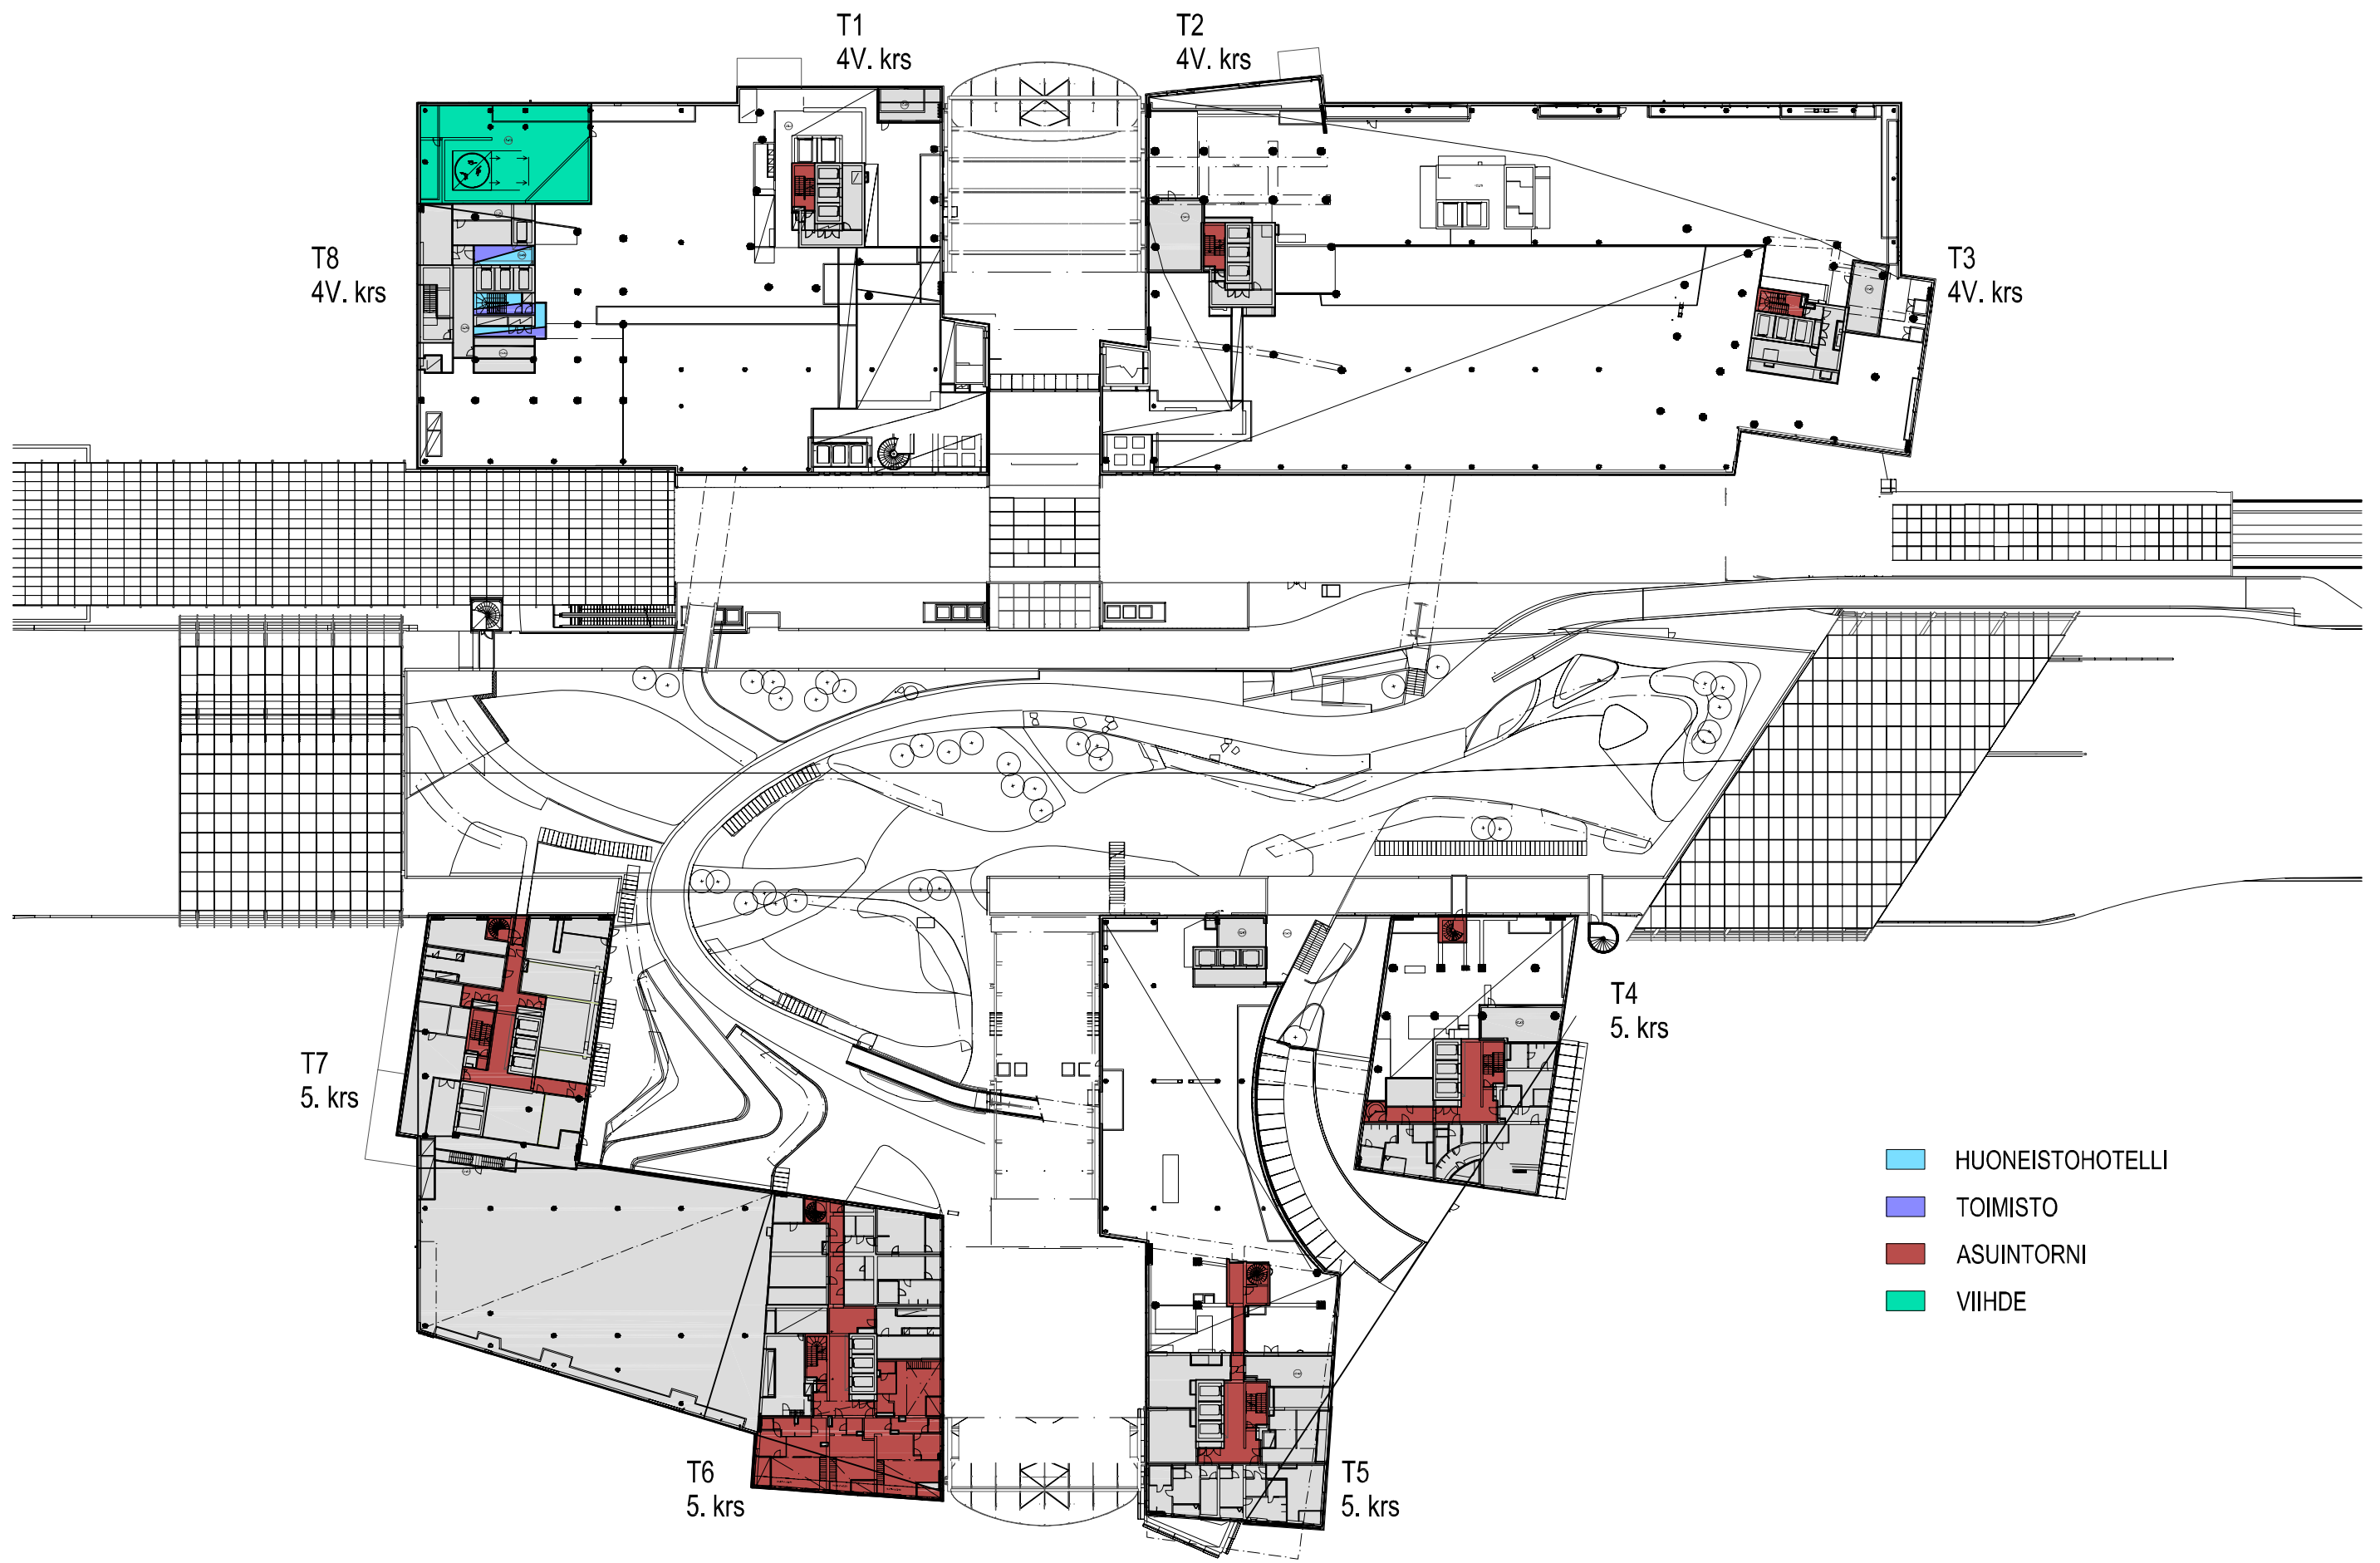 T1
4V. krs
T2
4V. krs
T8
4V. krs
T3
4V. krs
T4
5. krs
T7
5. krs
HUONEISTOHOTELLI
TOIMISTO
ASUINTORNI
VIIHDE
T6
5. krs
T5
5. krs